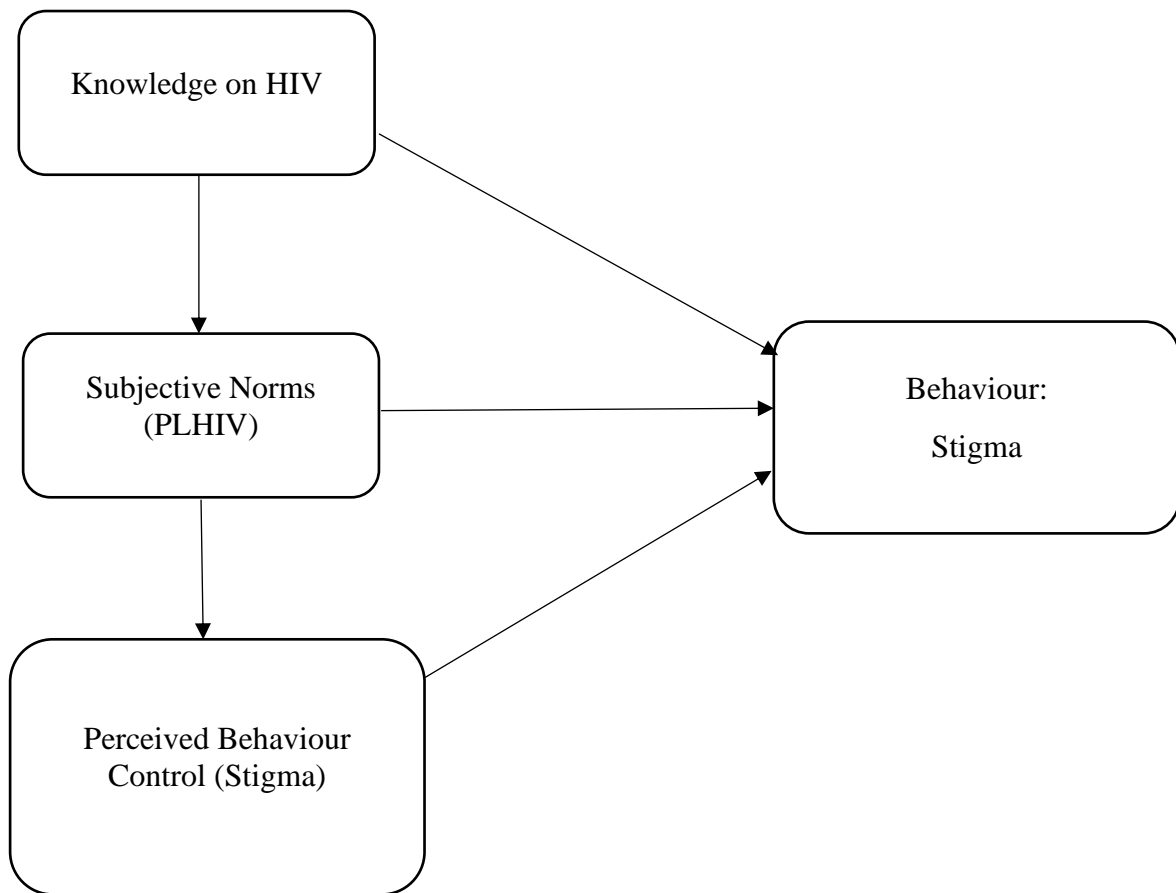 Knowledge on HIV
Subjective Norms
(PLHIV)
Behaviour:
Stigma
Perceived Behaviour
Control (Stigma)